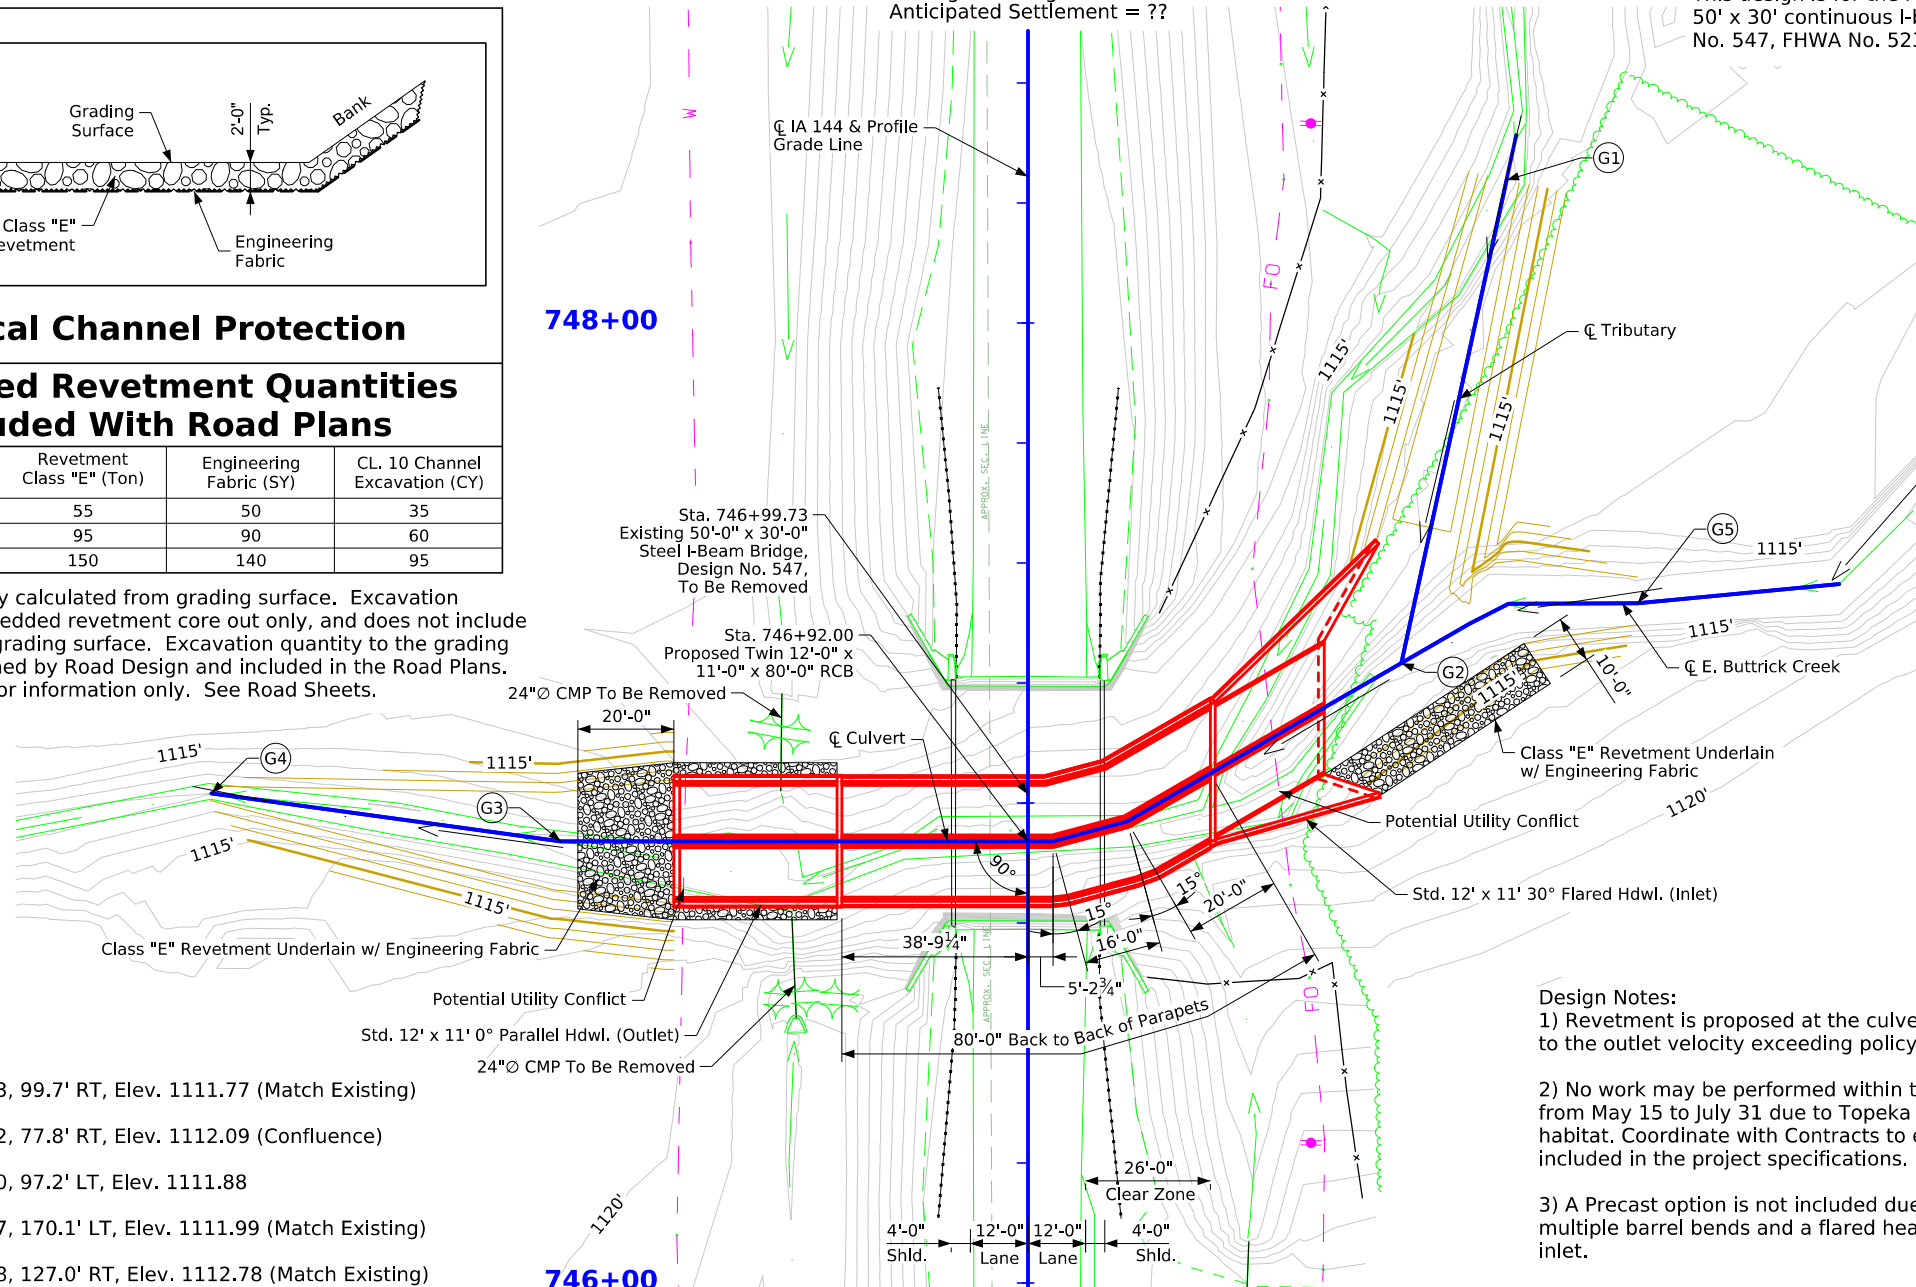 Anticipated Settlement = ??
50' x 30' continuous I-
No. 547, FHWA No. 523
Grading
Surface
2'-0"
Typ.
Bank
Class "E"
evetment
Engineering
Fabric
cal Channel Protection
ed Revetment Quantities
uded With Road Plans
Revetment
Class "E" (Ton)
Engineering
Fabric (SY)
CL. 10 Channel
Excavation (CY)
55 50 35
95 90 60
150 140 95
y calculated from grading surface.  Excavation
edded revetment core out only, and does not include
grading surface.  Excavation quantity to the grading
ned by Road Design and included in the Road Plans.
or information only.  See Road Sheets.
W
℄ IA 144 & Profile
Grade Line
748+00
FO
G1
℄ Tributary
1115'
1115'
1115'
APPROX. SEC. LINE
Sta. 746+99.73
Existing 50'-0" x 30'-0"
Steel I-Beam Bridge,
Design No. 547,
To Be Removed
Sta. 746+92.00
Proposed Twin 12'-0" x
11'-0" x 80'-0" RCB
24"∅ CMP To Be Removed
20'-0"
℄ Culvert
G5
1115'
1115'
10'-0"
℄ E. Buttrick Creek
G2
1115'
Class "E" Revetment Underlain
w/ Engineering Fabric
1120'
Potential Utility Conflict
Std. 12' x 11' 30° Flared Hdwl. (Inlet)
1115'
G4
1115'
G3
1115'
1115'
90°
15°
15°
20'-0"
16'-0"
38'-9¼"
5'-2¾"
80'-0" Back to Back of Parapets
Class "E" Revetment Underlain w/ Engineering Fabric
Potential Utility Conflict
Std. 12' x 11' 0° Parallel Hdwl. (Outlet)
24"∅ CMP To Be Removed
APPROX. SEC. LINE
FO
3, 99.7' RT, Elev. 1111.77 (Match Existing)
2, 77.8' RT, Elev. 1112.09 (Confluence)
0, 97.2' LT, Elev. 1111.88
7, 170.1' LT, Elev. 1111.99 (Match Existing)
3, 127.0' RT, Elev. 1112.78 (Match Existing)
1120'
746+00
26'-0"
Clear Zone
4'-0"
Shld.
12'-0"
Lane
12'-0"
Lane
4'-0"
Shld.
Design Notes:
1) Revetment is proposed at the culve
to the outlet velocity exceeding policy
2) No work may be performed within t
from May 15 to July 31 due to Topeka
habitat. Coordinate with Contracts to e
included in the project specifications.
3) A Precast option is not included due
multiple barrel bends and a flared hea
inlet.